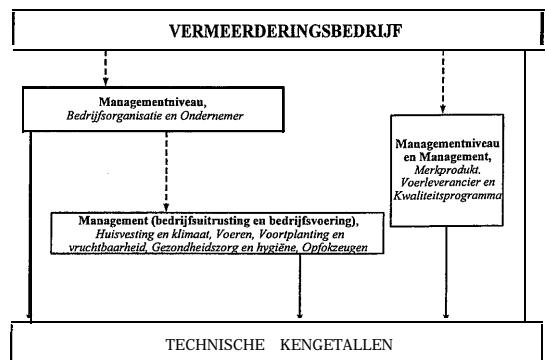 VERMEERDERINGSBEDRIJF
Managementniveau,
Bedrijfsorganisatie en Ondernemer
Managementniveau
en Management,
Merkprodukt.
Voerleverancier en
Kwaliteitsprogramma
Management (bedrijfsuitrusting en bedrijfsvoering),
Huisvesting en klimaat, Voeren, Voortplanting en
vruchtbaarheid, Gezondheidszorg en hygiëne, Opfokzeugen
TECHNISCHE KENGETALLEN